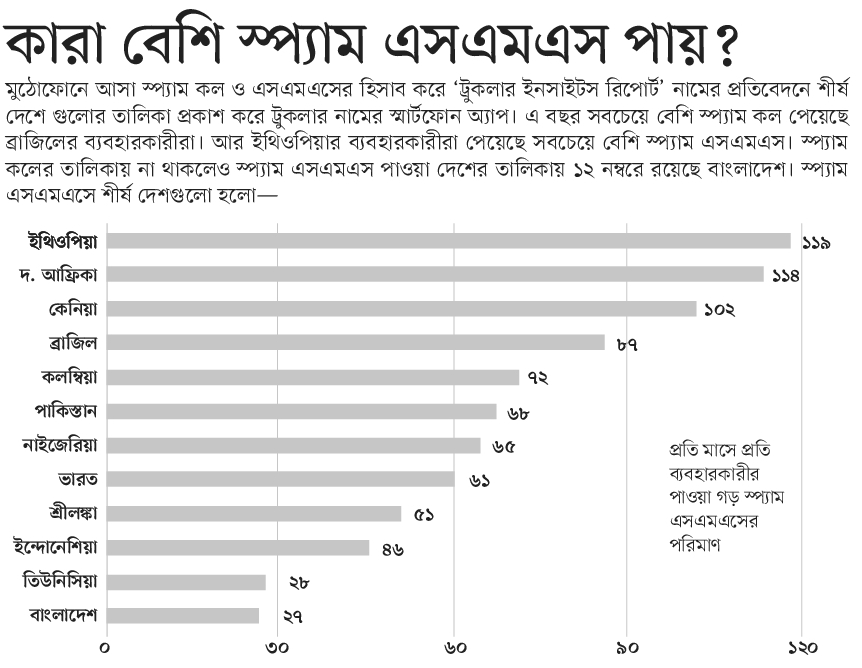 কারা বেশি স্প্যাম এসএমএস পায়?
মুঠোফোনে আসা স্প্যাম কল ও এসএমএসের হিসাব করে ‘ট্রুকলার ইনসাইটস রিপোর্ট’ নামের প্রতিবেদনে শীর্ষ
দেশে গুলোর তালিকা প্রকাশ করে ট্রুকলার নামের স্মার্টফোন অ্যাপ। এ বছর সবচেয়ে বেশি স্প্যাম কল পেয়েছে
ব্রাজিলের ব্যবহারকারীরা। আর ইথিওপিয়ার ব্যবহারকারীরা পেয়েছে সবচেয়ে বেশি স্প্যাম এসএমএস। স্প্যাম
কলের তালিকায় না থাকলেও স্প্যাম এসএমএস পাওয়া দেশের তালিকায় ১২ নম্বরে রয়েছে বাংলাদেশ। স্প্যাম
এসএমএসে শীর্ষ দেশগুলো হলো—
ইথিওপিয়া ১১৯
দ. আফ্রিকা ১১৪
কেনিয়া ১০২
ব্রাজিল ৮৭
কলম্বিয়া ৭২
পাকিস্তান ৬৮
নাইজেরিয়া ৬৫
ভারত ৬১
শ্রীলঙ্কা ৫১
ইন্দোনেশিয়া ৪৬
তিউনিসিয়া ২৮
বাংলাদেশ ২৭
প্রতি মাসে প্রতি
ব্যবহারকারীর
পাওয়া গড় স্প্যাম
এসএমএসের
পরিমাণ
০ ৩০ ৬০ ৯০ ১২০